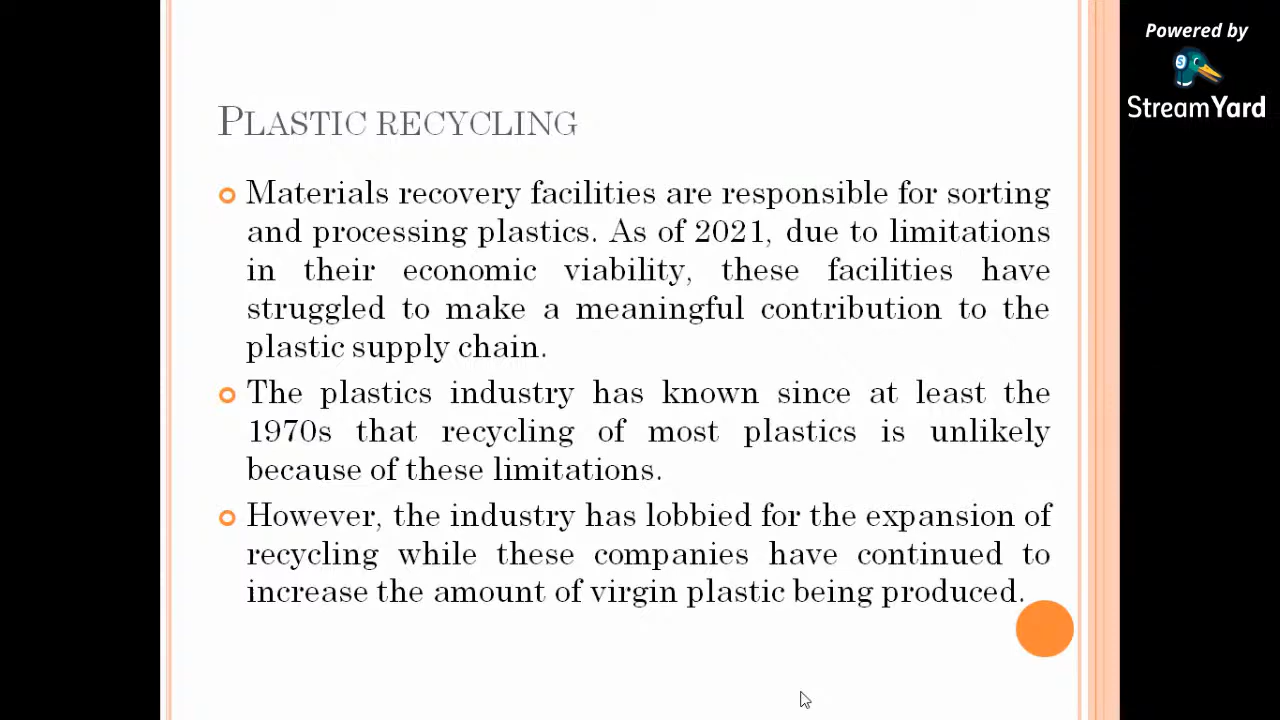 Powered by
StreamYard
PLASTIC RECYCLING
Materials recovery facilities are responsible for sorting
and processing plastics. As of 2021, due to limitations
in their economic viability, these facilities have
struggled to make a meaningful contribution to the
plastic supply chain.
The plastics industry has known since at least the
1970s that recycling of most plastics is unlikely
because of these limitations.
However, the industry has lobbied for the expansion of
recycling while these companies have continued to
increase the amount of virgin plastic being produced.